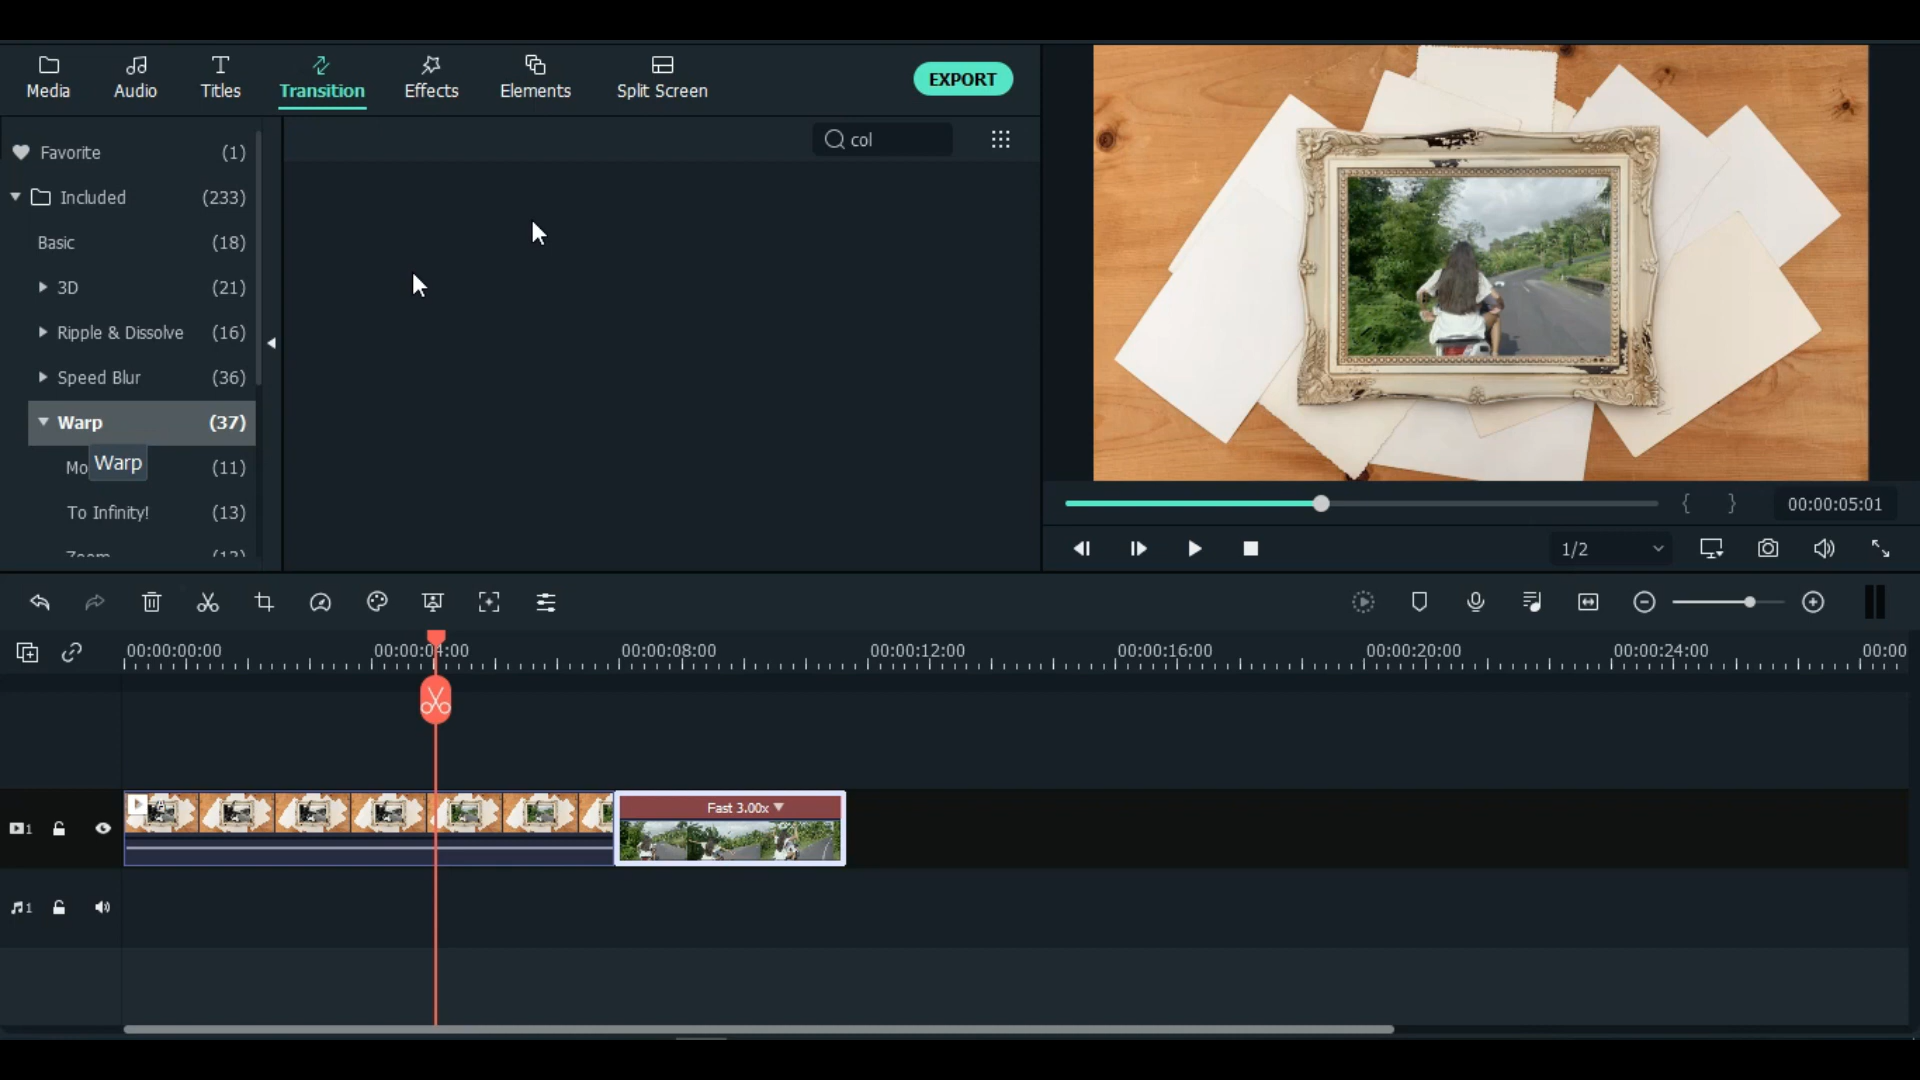 Media
Audio
Titles
Transition
Effects
Elements
Split Screen
EXPORT
col
Favorite (1)
Included (233)
Basic (18)
3D (21)
Ripple & Dissolve (16)
Speed Blur (36)
Warp (37)
Warp
Mo (11)
To Infinity! (13)
Zoom
00:00:05:01
1/2
00:00:00:00
00:00:04:00
00:00:08:00
00:00:12:00
00:00:16:00
00:00:20:00
00:00:24:00
00:00
Fast 3.00x
1
1